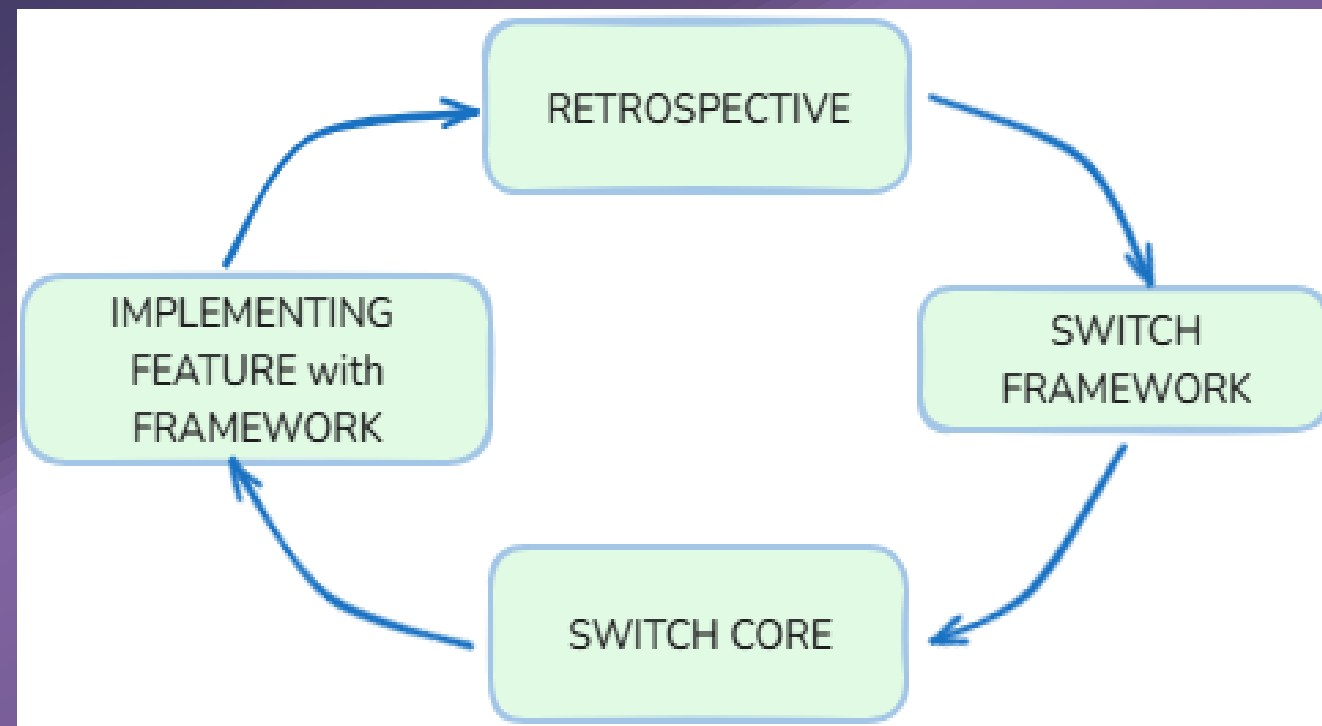 RETROSPECTIVE
IMPLEMENTING
FEATURE with
FRAMEWORK
SWITCH
FRAMEWORK
SWITCH CORE